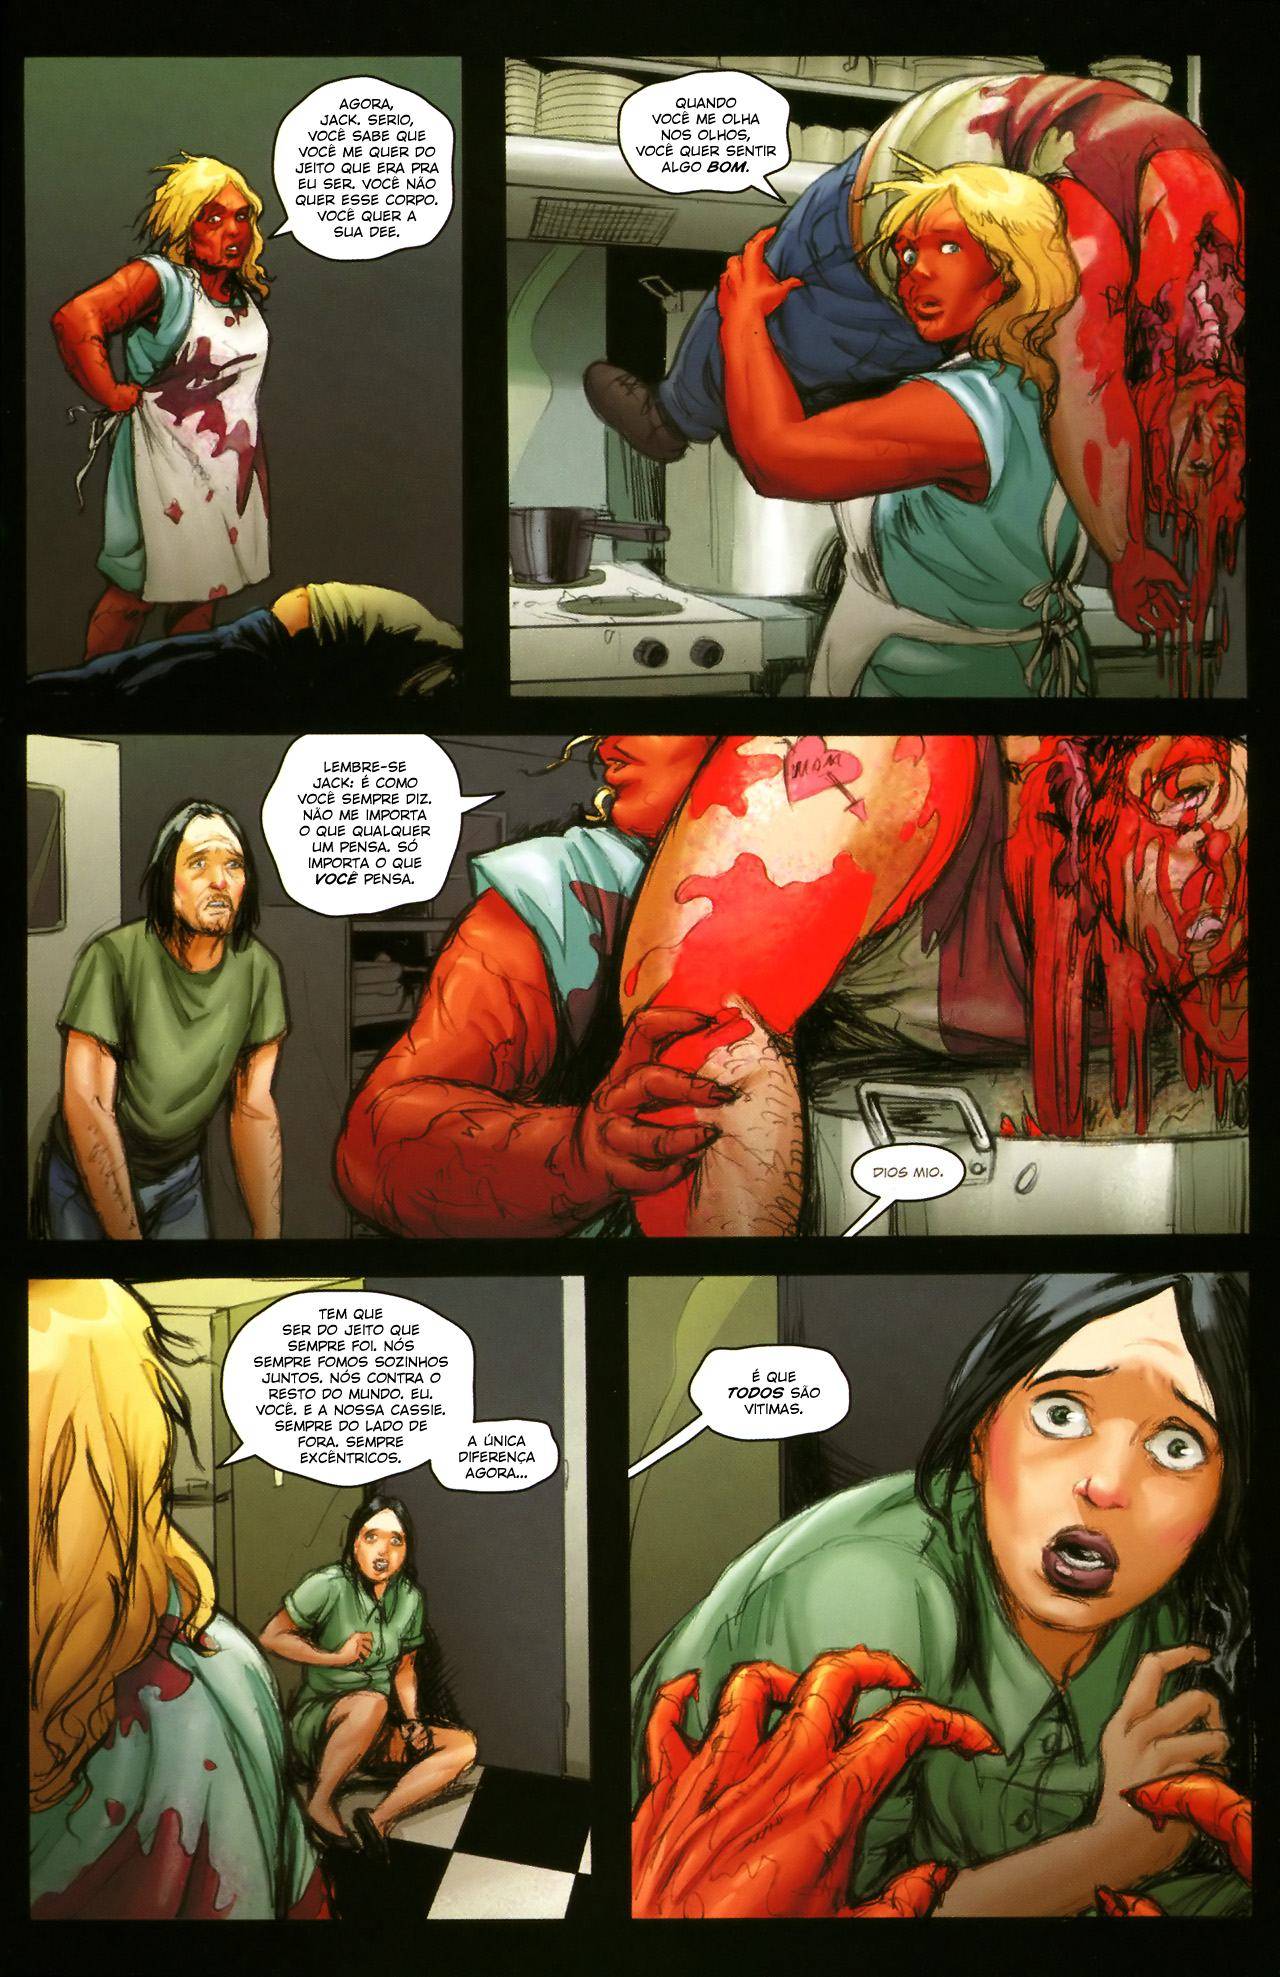 AGORA,
JACK. SERIO,
VOCÊ SABE QUE
VOCÊ ME QUER DO
JEITO QUE ERA PRA
EU SER. VOCÊ NÃO
QUER ESSE CORPO.
VOCÊ QUER A
SUA DEE.
QUANDO
VOCÊ ME OLHA
NOS OLHOS,
VOCÊ QUER SENTIR
ALGO BOM.
LEMBRE-SE
JACK: É COMO
VOCÊ SEMPRE DIZ.
NÃO ME IMPORTA
O QUE QUALQUER
UM PENSA. SÓ
IMPORTA O QUE
VOCÊ PENSA.
MOM
DIOS MIO.
TEM QUE
SER DO JEITO QUE
SEMPRE FOI. NÓS
SEMPRE FOMOS SOZINHOS
JUNTOS. NÓS CONTRA O
RESTO DO MUNDO. EU.
VOCÊ. E A NOSSA CASSIE.
SEMPRE DO LADO DE
FORA. SEMPRE
EXCÊNTRICOS.
A ÚNICA
DIFERENÇA
AGORA...
É QUE
TODOS SÃO
VITIMAS.